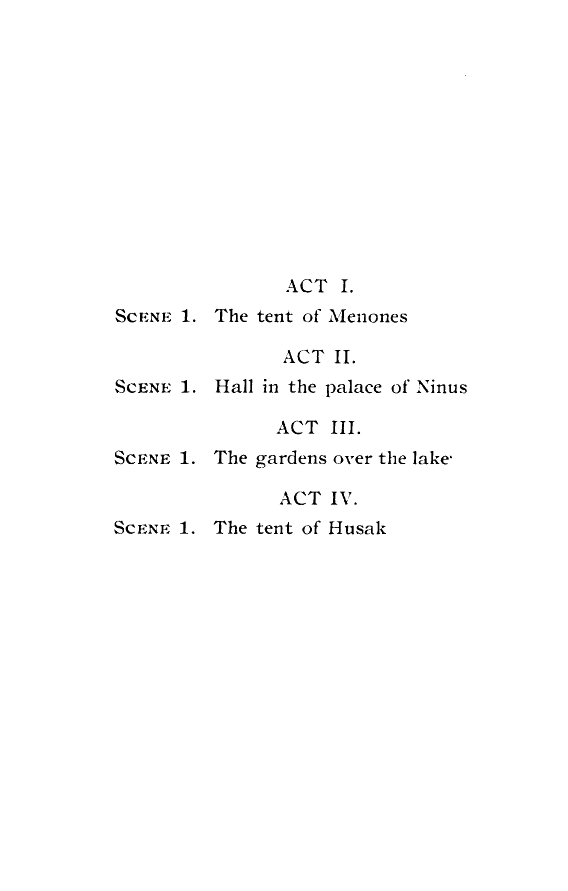 ACT I.
SCENE 1. The tent of Menones
ACT II.
SCENE 1. Hall in the palace of Ninus
ACT III.
SCENE 1. The gardens over the lake
ACT IV.
SCENE 1. The tent of Husak